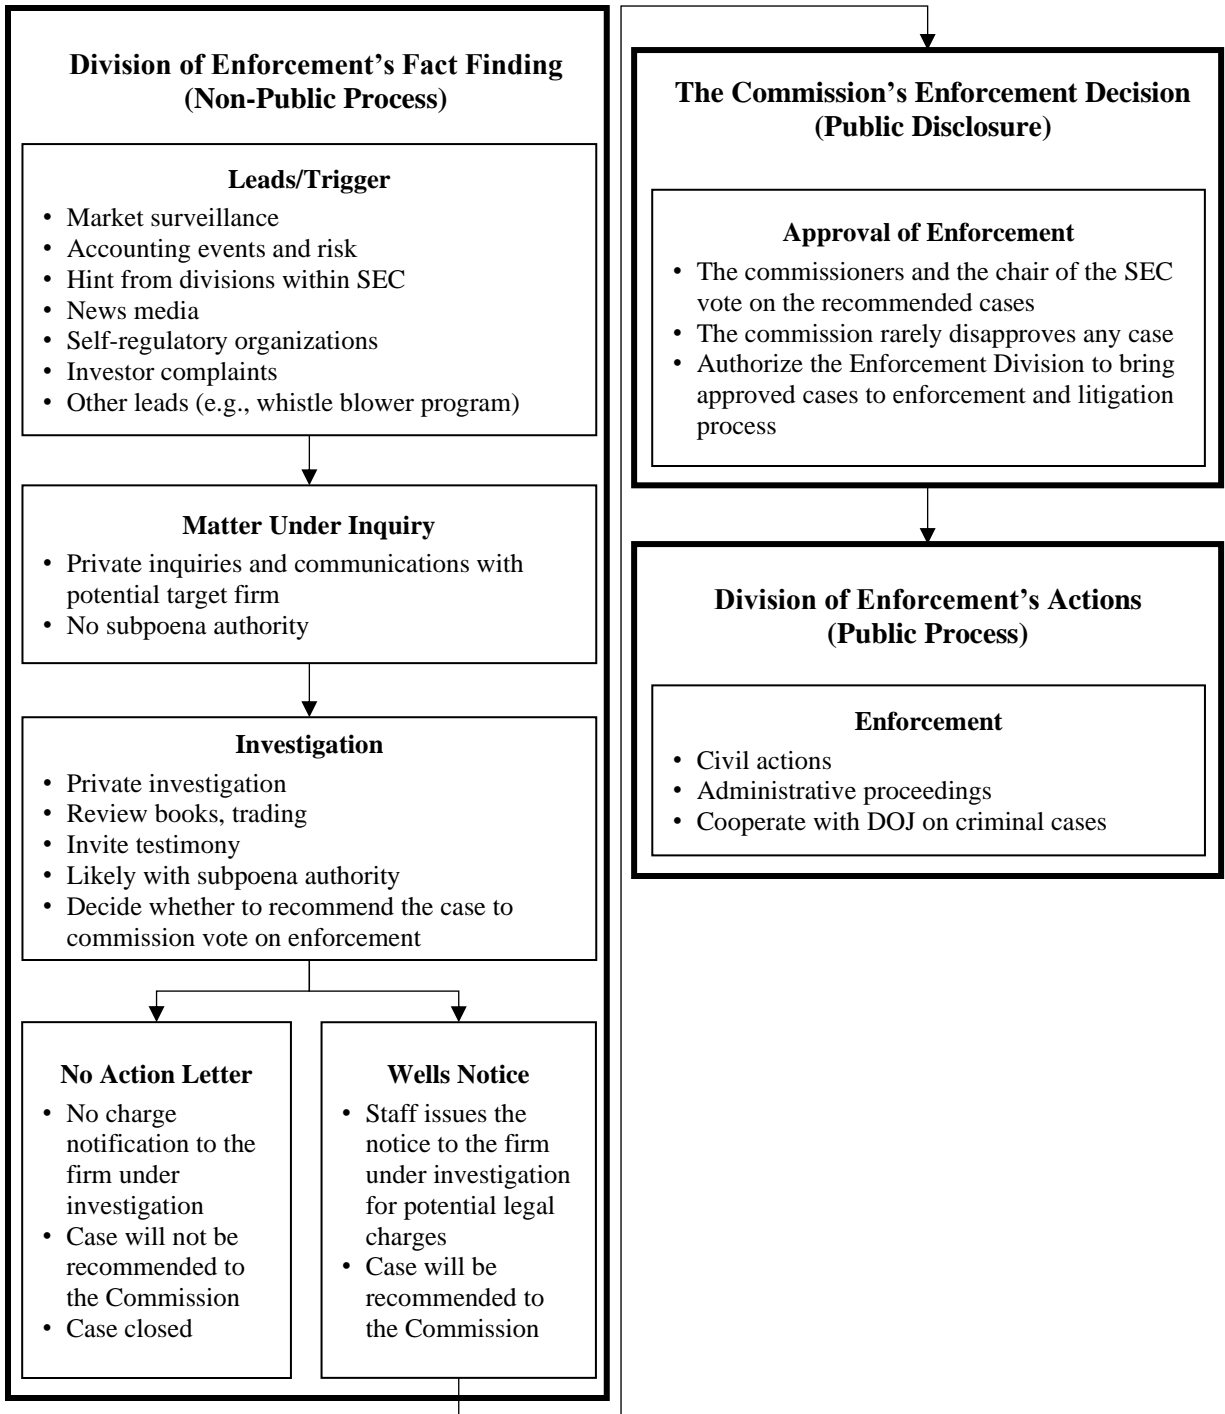 Division of Enforcement’s Fact Finding
(Non-Public Process)
Leads/Trigger
• Market surveillance
• Accounting events and risk
• Hint from divisions within SEC
• News media
• Self-regulatory organizations
• Investor complaints
• Other leads (e.g., whistle blower program)
Matter Under Inquiry
• Private inquiries and communications with
potential target firm
• No subpoena authority
Investigation
• Private investigation
• Review books, trading
• Invite testimony
• Likely with subpoena authority
• Decide whether to recommend the case to
commission vote on enforcement
No Action Letter
• No charge
notification to the
firm under
investigation
• Case will not be
recommended to
the Commission
• Case closed
Wells Notice
• Staff issues the
notice to the firm
under investigation
for potential legal
charges
• Case will be
recommended to
the Commission
The Commission’s Enforcement Decision
(Public Disclosure)
Approval of Enforcement
• The commissioners and the chair of the SEC
vote on the recommended cases
• The commission rarely disapproves any case
• Authorize the Enforcement Division to bring
approved cases to enforcement and litigation
process
Division of Enforcement’s Actions
(Public Process)
Enforcement
• Civil actions
• Administrative proceedings
• Cooperate with DOJ on criminal cases